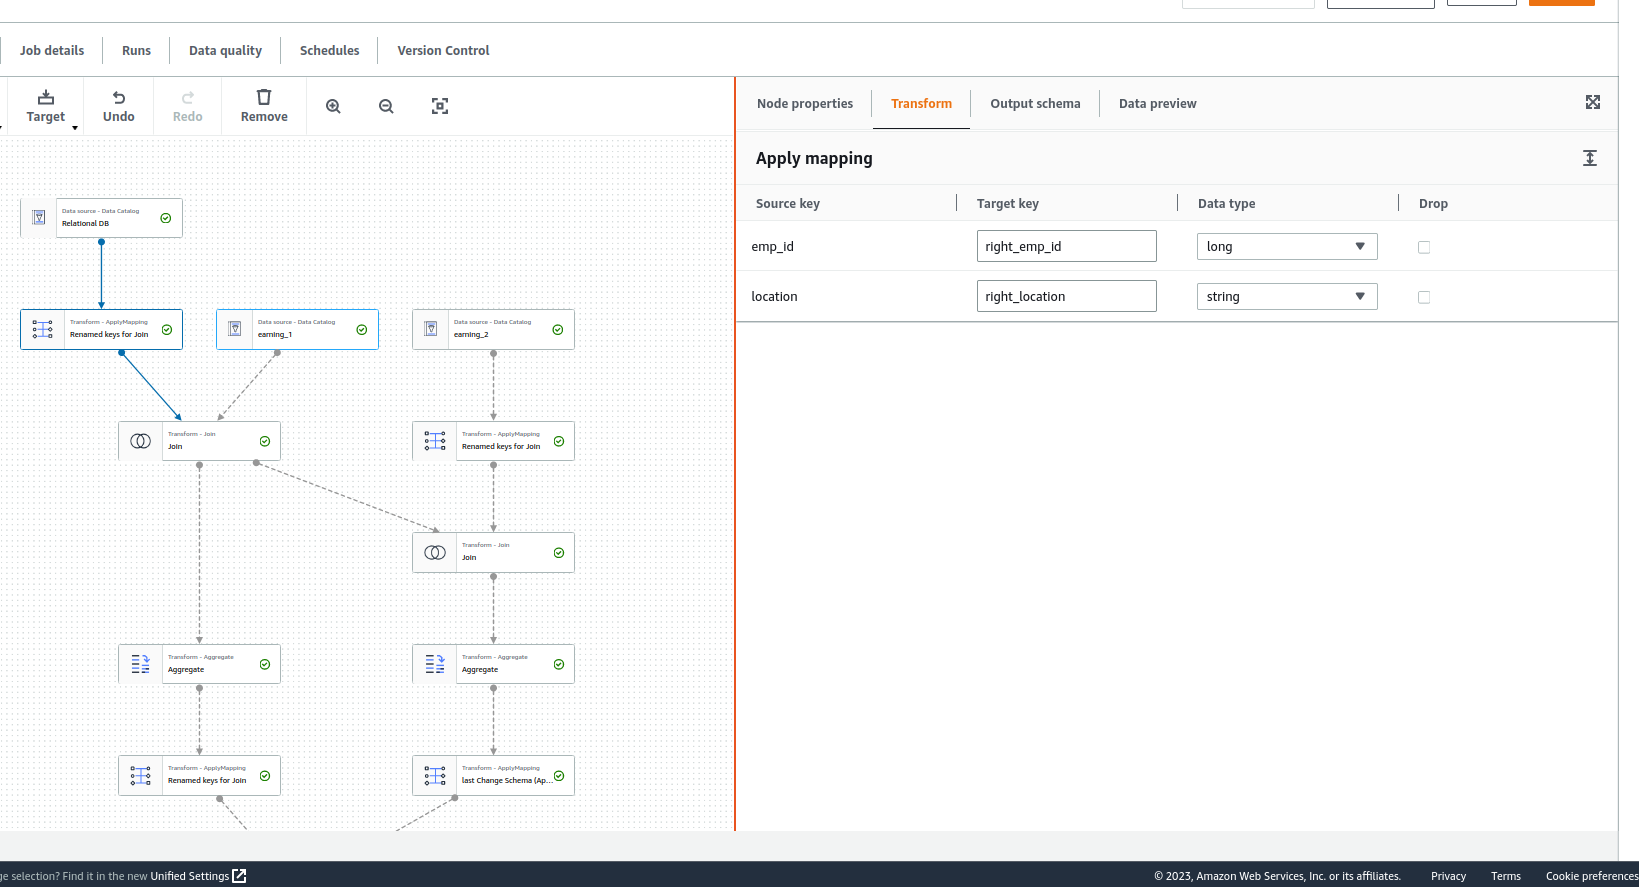 Job details
Runs
Data quality
Schedules
Version Control
Target
Undo
Redo
Remove
Node properties
Transform
Output schema
Data preview
Apply mapping
Source key
Target key
Data type
Drop
emp_id
right_emp_id
long
location
right_location
string
Data source - Data Catalog
Relational DB
Transform - ApplyMapping
Renamed keys for Join
Data source - Data Catalog
earning_1
Data source - Data Catalog
earning_2
Transform - Join
Join
Transform - ApplyMapping
Renamed keys for Join
Transform - Join
Join
Transform - Aggregate
Aggregate
Transform - Aggregate
Aggregate
Transform - ApplyMapping
Renamed keys for Join
Transform - ApplyMapping
last Change Schema (Ap...
ge selection? Find it in the new Unified Settings
© 2023, Amazon Web Services, Inc. or its affiliates.
Privacy
Terms
Cookie preferences